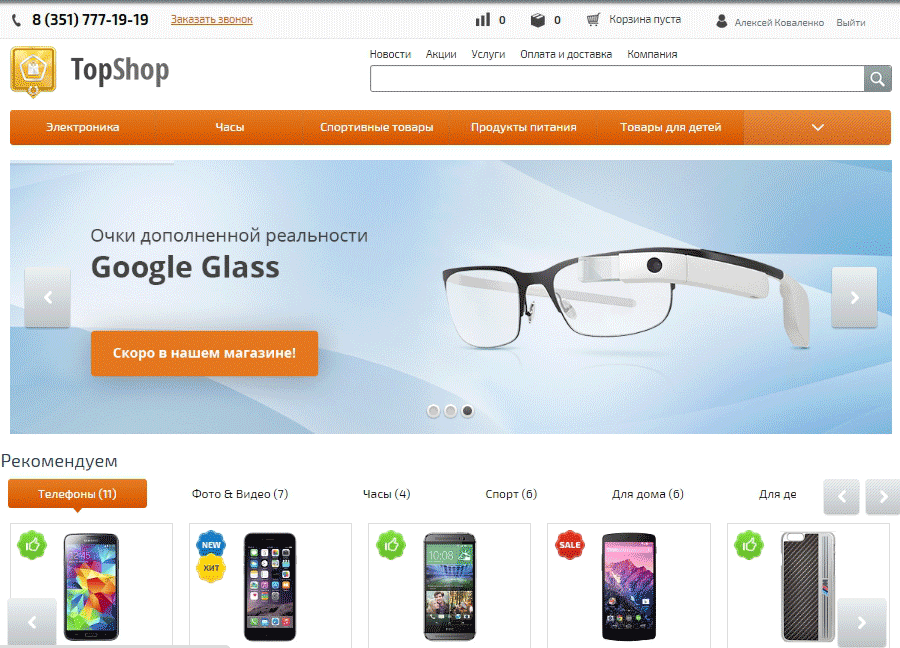 8 (351) 777-19-19 Заказать звонок 0 0 Корзина пуста Алексей Коваленко Выйти
Новости Акции Услуги Оплата и доставка Компания
TopShop
Электроника Часы Спортивные товары Продукты питания Товары для детей
Очки дополненной реальности
Google Glass
Скоро в нашем магазине!
Рекомендуем
Телефоны (11) Фото & Видео (7) Часы (4) Спорт (6) Для дома (6) Для де
NEW SALE
ХИТ
10:08